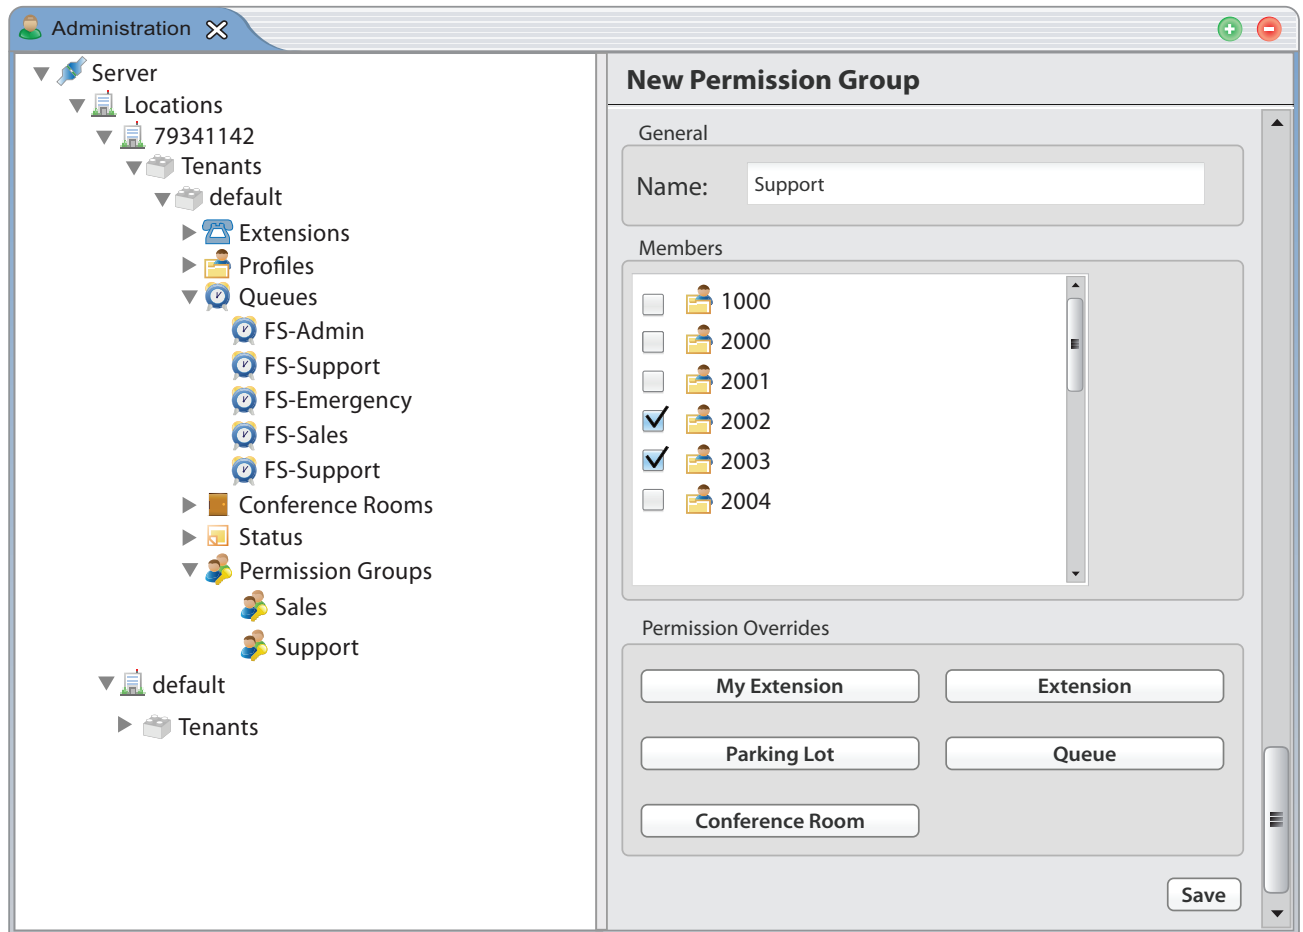 Administration
Server
Locations
79341142
Tenants
default
Extensions
Profiles
Queues
FS-Admin
FS-Support
FS-Emergency
FS-Sales
FS-Support
Conference Rooms
Status
Permission Groups
Sales
Support
default
Tenants
New Permission Group
General
Name: Support
Members
1000
2000
2001
2002
2003
2004
Permission Overrides
My Extension Extension
Parking Lot Queue
Conference Room
Save